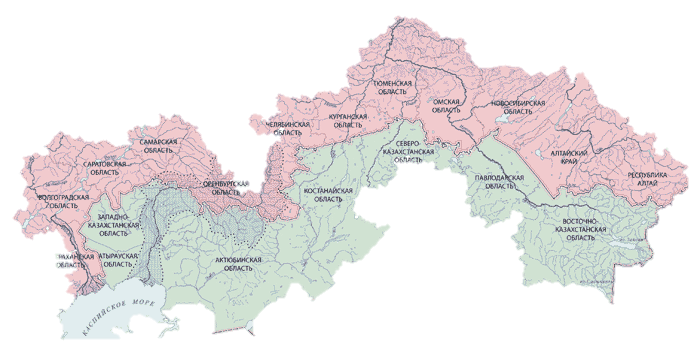 ТЮМЕНСКАЯ
ОБЛАСТЬ
ОМСКАЯ
ОБЛАСТЬ
НОВОСИБИРСКАЯ
ОБЛАСТЬ
КУРГАНСКАЯ
ОБЛАСТЬ
ЧЕЛЯБИНСКАЯ
ОБЛАСТЬ
САМАРСКАЯ
ОБЛАСТЬ
СЕВЕРО-
КАЗАХСТАНСКАЯ
ОБЛАСТЬ
АЛТАЙСКИЙ
КРАЙ
САРАТОВСКАЯ
ОБЛАСТЬ
РЕСПУБЛИКА
АЛТАЙ
ПАВЛОДАРСКАЯ
ОБЛАСТЬ
ОРЕНБУРГСКАЯ
ОБЛАСТЬ
КОСТАНАЙСКАЯ
ОБЛАСТЬ
ВОЛГОГРАДСКАЯ
ОБЛАСТЬ
ЗАПАДНО-
КАЗАХСТАНСКАЯ
ОБЛАСТЬ
ВОСТОЧНО-
КАЗАХСТАНСКАЯ
ОБЛАСТЬ
РАХАНСКАЯ
ОБЛАСТЬ
АТЫРАУСКАЯ
ОБЛАСТЬ
АКТЮБИНСКАЯ
ОБЛАСТЬ
КАСПИЙСКОЕ МОРЕ